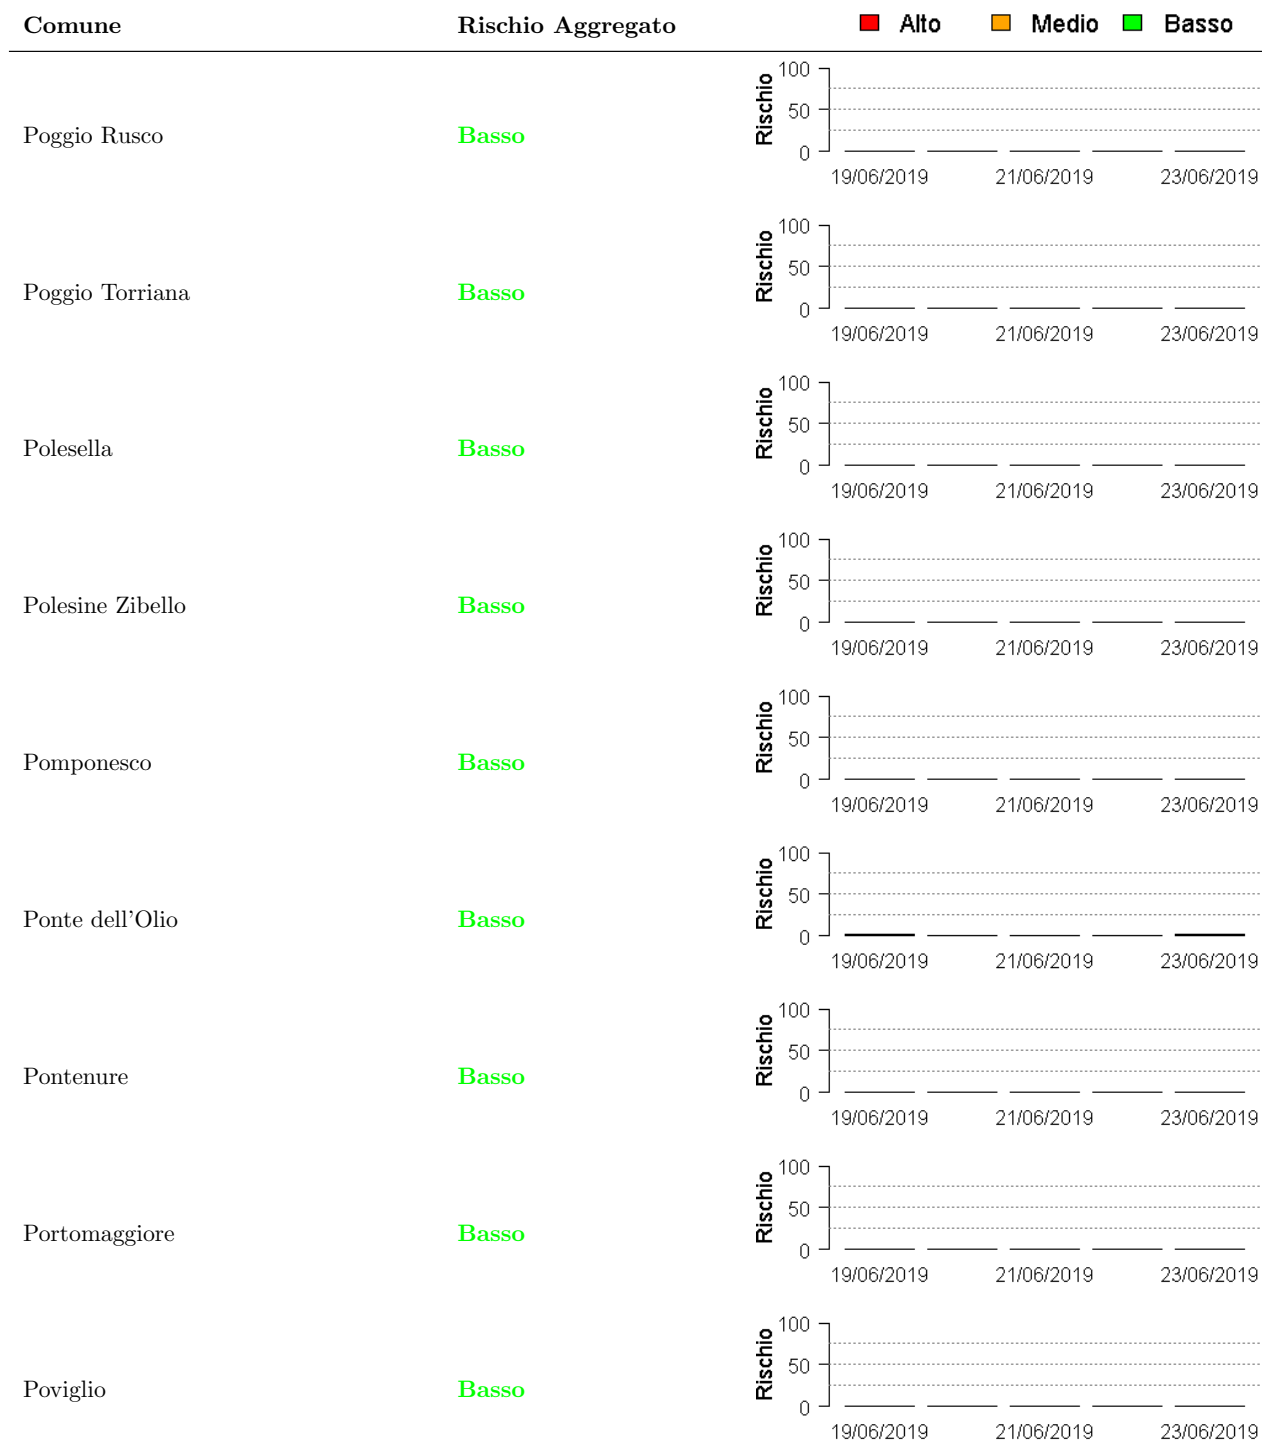 Comune Rischio Aggregato Alto Medio Basso
Poggio Rusco Basso Rischio 100 50 0
19/06/2019 21/06/2019 23/06/2019
Poggio Torriana Basso Rischio 100 50 0
19/06/2019 21/06/2019 23/06/2019
Polesella Basso Rischio 100 50 0
19/06/2019 21/06/2019 23/06/2019
Polesine Zibello Basso Rischio 100 50 0
19/06/2019 21/06/2019 23/06/2019
Pomponesco Basso Rischio 100 50 0
19/06/2019 21/06/2019 23/06/2019
Ponte dell'Olio Basso Rischio 100 50 0
19/06/2019 21/06/2019 23/06/2019
Pontenure Basso Rischio 100 50 0
19/06/2019 21/06/2019 23/06/2019
Portomaggiore Basso Rischio 100 50 0
19/06/2019 21/06/2019 23/06/2019
Poviglio Basso Rischio 100 50 0
19/06/2019 21/06/2019 23/06/2019